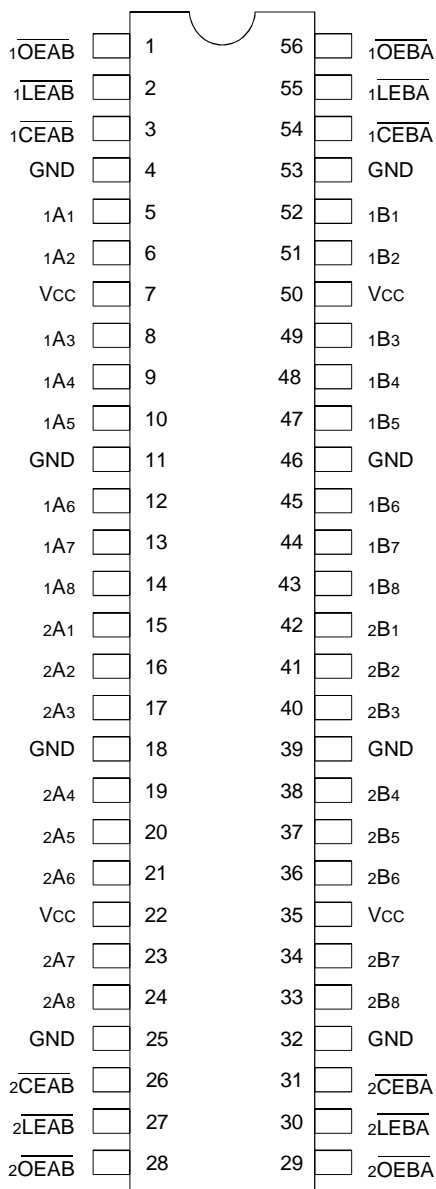 1OEAB 1 56 1OEBA
1LEAB 2 55 1LEBA
1CEAB 3 54 1CEBA
GND 4 53 GND
1A1 5 52 1B1
1A2 6 51 1B2
VCC 7 50 VCC
1A3 8 49 1B3
1A4 9 48 1B4
1A5 10 47 1B5
GND 11 46 GND
1A6 12 45 1B6
1A7 13 44 1B7
1A8 14 43 1B8
2A1 15 42 2B1
2A2 16 41 2B2
2A3 17 40 2B3
GND 18 39 GND
2A4 19 38 2B4
2A5 20 37 2B5
2A6 21 36 2B6
VCC 22 35 VCC
2A7 23 34 2B7
2A8 24 33 2B8
GND 25 32 GND
2CEAB 26 31 2CEBA
2LEAB 27 30 2LEBA
2OEAB 28 29 2OEBA